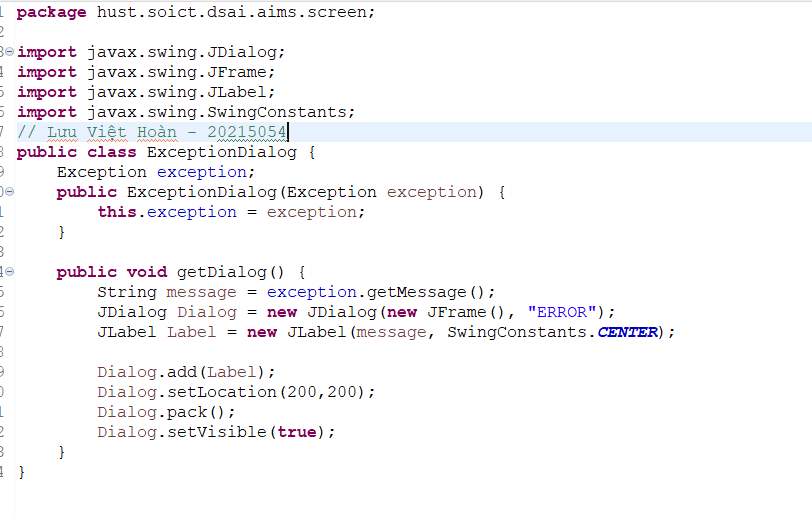 package hust.soict.dsai.aims.screen;
import javax.swing.JDialog;
import javax.swing.JFrame;
import javax.swing.JLabel;
import javax.swing.SwingConstants;
// Lưu Việt Hoàn - 20215054
public class ExceptionDialog {
    Exception exception;
    public ExceptionDialog(Exception exception) {
        this.exception = exception;
    }
    public void getDialog() {
        String message = exception.getMessage();
        JDialog Dialog = new JDialog(new JFrame(), "ERROR");
        JLabel Label = new JLabel(message, SwingConstants.CENTER);
        Dialog.add(Label);
        Dialog.setLocation(200,200);
        Dialog.pack();
        Dialog.setVisible(true);
    }
}